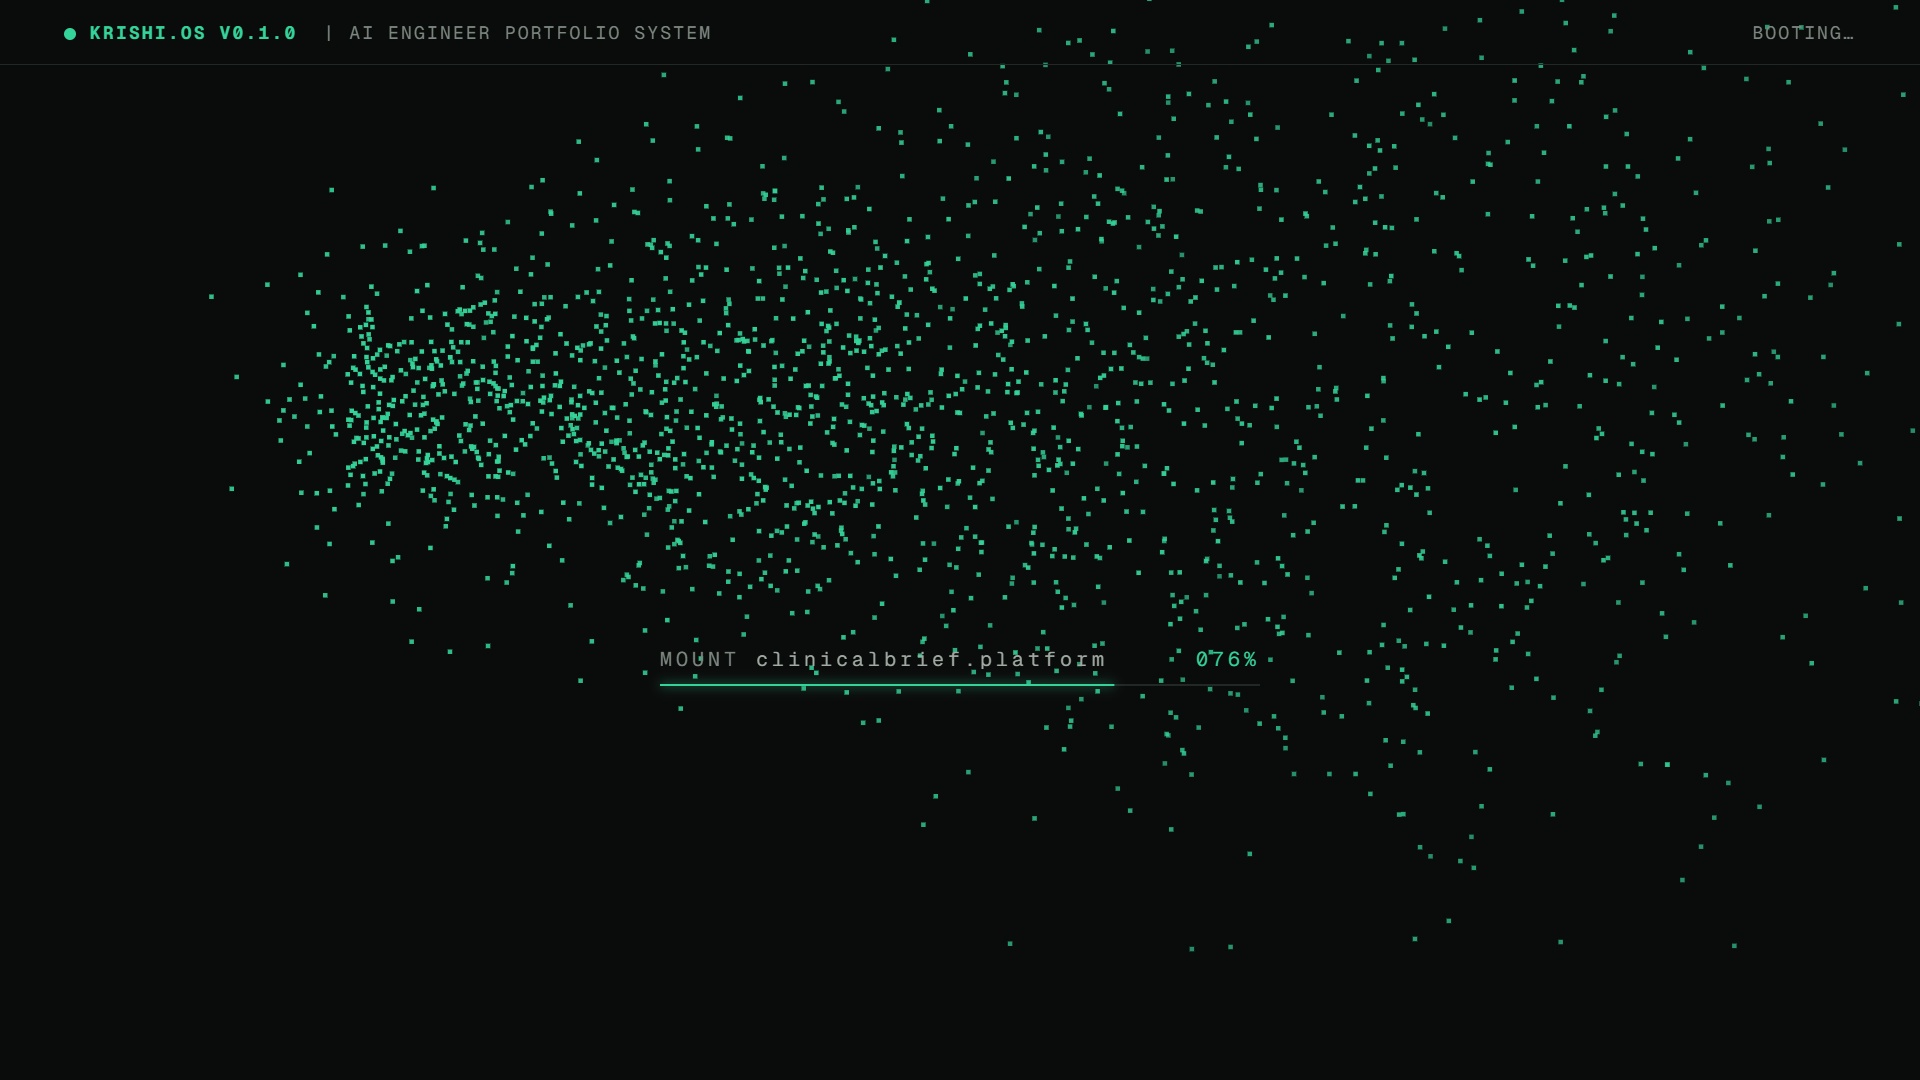 KRISHI.OS V0.1.0 | AI ENGINEER PORTFOLIO SYSTEM
BOOTING…
MOUNT clinicalbrief.platform 076%